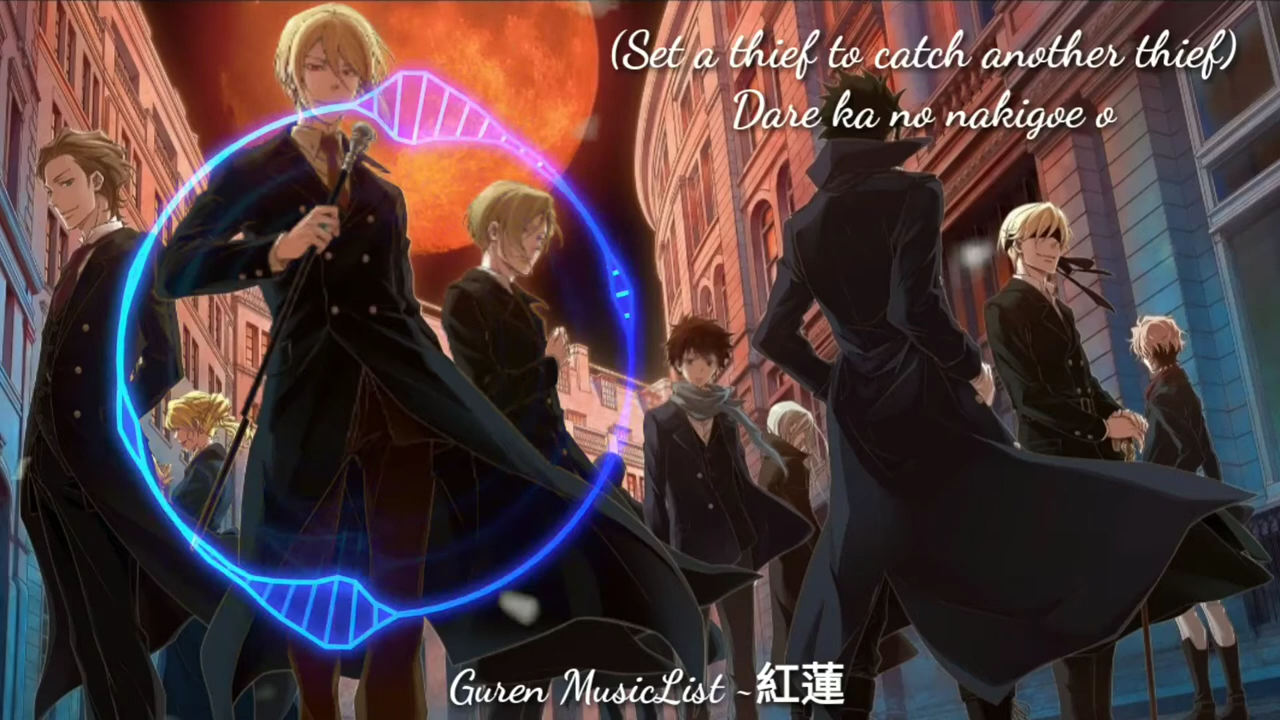 (Set a thief to catch another thief)
Dare ka no nakigoe o
Guren MusicList ~紅蓮